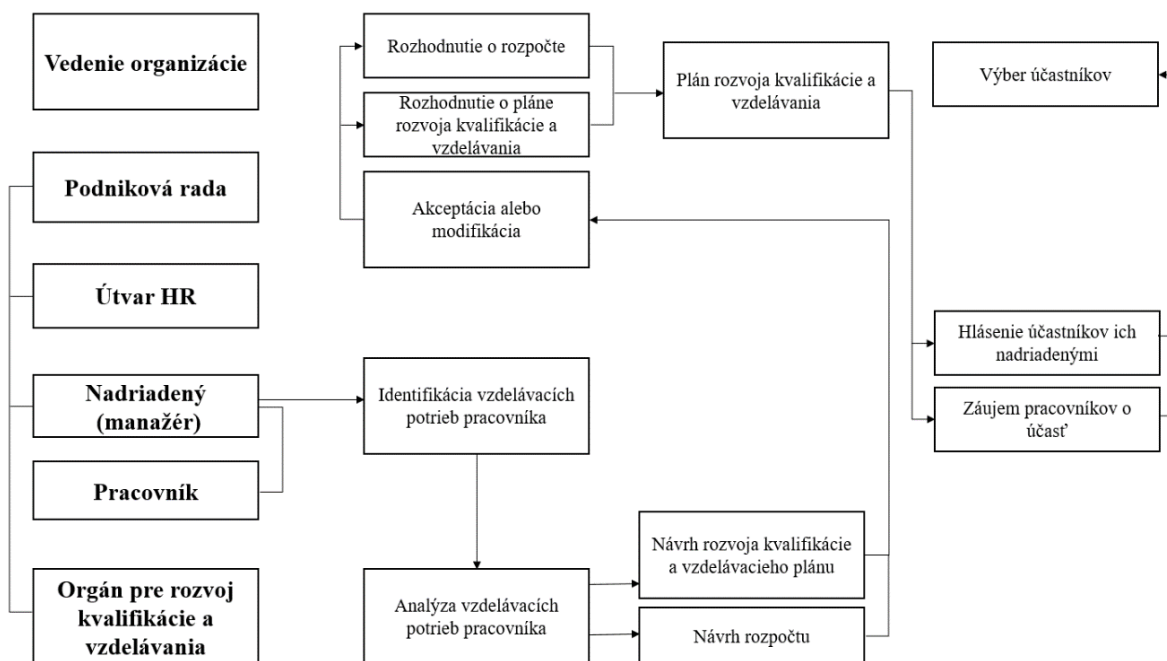 Vedenie organizácie
Podniková rada
Útvar HR
Nadriadený
(manažér)
Pracovník
Orgán pre rozvoj
kvalifikácie a
vzdelávania
Rozhodnutie o rozpočte
Rozhodnutie o pláne
rozvoja kvalifikácie a
vzdelávania
Akceptácia alebo
modifikácia
Identifikácia vzdelávacích
potrieb pracovníka
Analýza vzdelávacích
potrieb pracovníka
Plán rozvoja kvalifikácie a
vzdelávania
Návrh rozvoja kvalifikácie
a vzdelávacieho plánu
Návrh rozpočtu
Výber účastníkov
Hlásenie účastníkov ich
nadriadenými
Záujem pracovníkov o
účasť